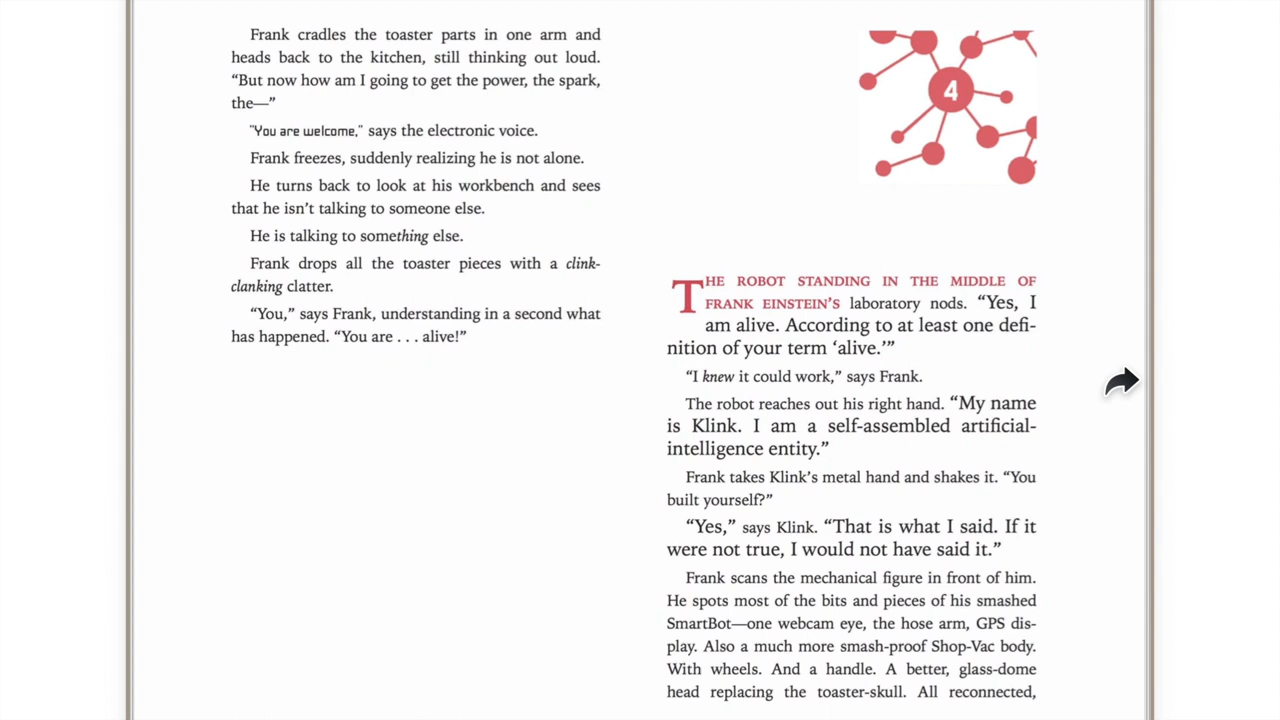 Frank cradles the toaster parts in one arm and
heads back to the kitchen, still thinking out loud.
“But now how am I going to get the power, the spark,
the—”
"You are welcome," says the electronic voice.
Frank freezes, suddenly realizing he is not alone.
He turns back to look at his workbench and sees
that he isn’t talking to someone else.
He is talking to something else.
Frank drops all the toaster pieces with a clink-
clanking clatter.
“You,” says Frank, understanding in a second what
has happened. “You are . . . alive!”
4
THE ROBOT STANDING IN THE MIDDLE OF
FRANK EINSTEIN’S laboratory nods. “Yes, I
am alive. According to at least one defi-
nition of your term ‘alive.’”
“I knew it could work,” says Frank.
The robot reaches out his right hand. “My name
is Klink. I am a self-assembled artificial-
intelligence entity.”
Frank takes Klink’s metal hand and shakes it. “You
built yourself?”
“Yes,” says Klink. “That is what I said. If it
were not true, I would not have said it.”
Frank scans the mechanical figure in front of him.
He spots most of the bits and pieces of his smashed
SmartBot—one webcam eye, the hose arm, GPS dis-
play. Also a much more smash-proof Shop-Vac body.
With wheels. And a handle. A better, glass-dome
head replacing the toaster-skull. All reconnected,